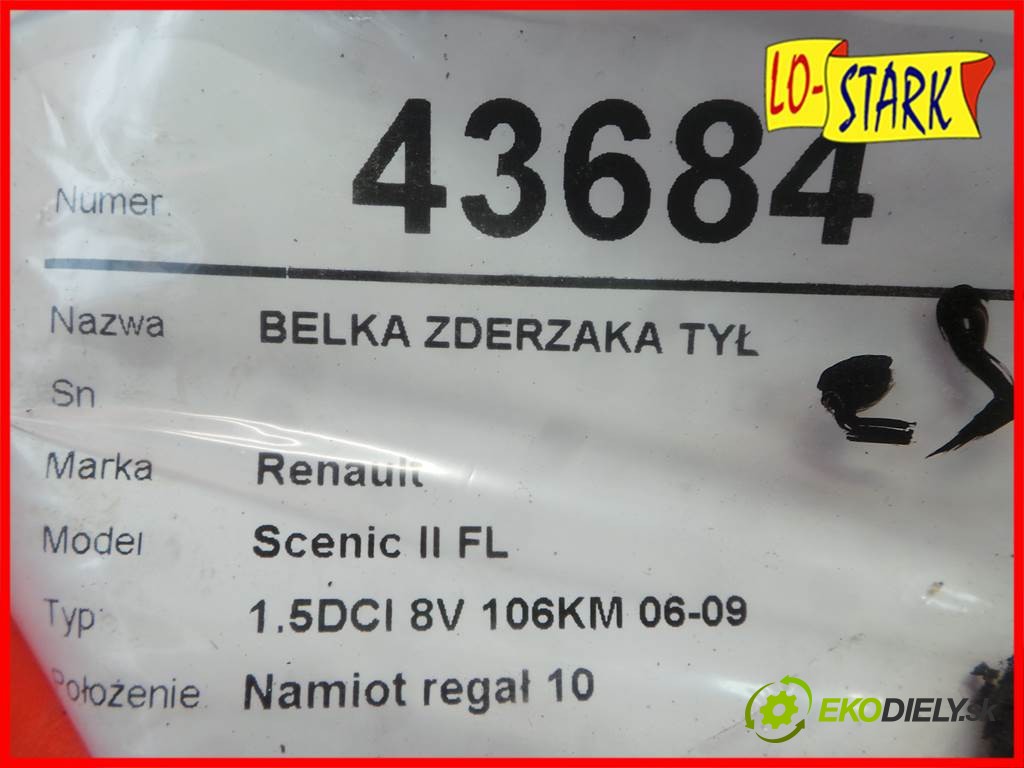 LO-STARK
Numer 43684
Nazwa BELKA ZDERZAKA TYŁ
Sn
Marka Renault
Model Scenic II FL
Typ 1.5DCI 8V 106KM 06-09
Położenie Namiot regał 10
EKODIELY.sk